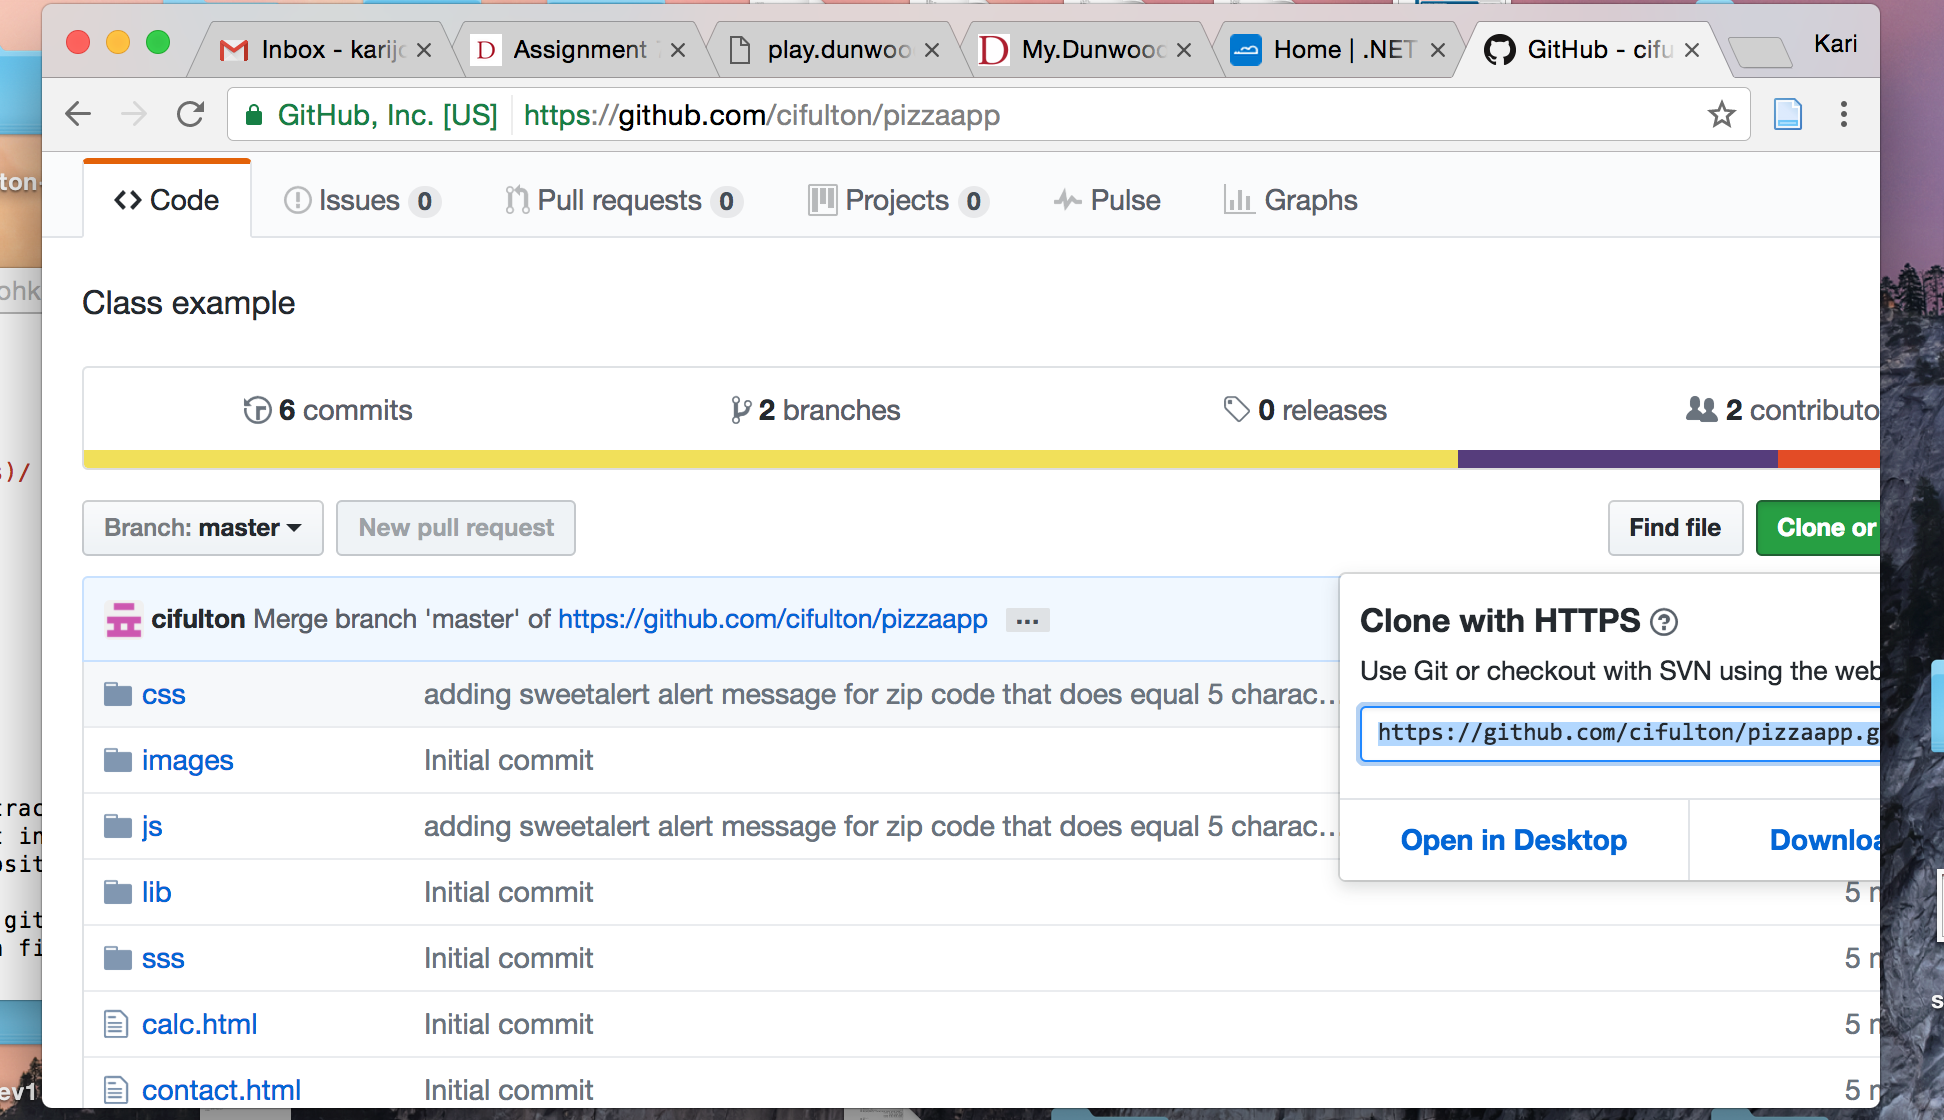 Inbox - karijo
Assignment
play.dunwoo
My.Dunwood
Home | .NET
GitHub - cifu
Kari
GitHub, Inc. [US]
https://github.com/cifulton/pizzaapp
Code
Issues 0
Pull requests 0
Projects 0
Pulse
Graphs
Class example
6 commits
2 branches
0 releases
2 contributo
Branch: master
New pull request
Find file
Clone or
cifulton Merge branch 'master' of https://github.com/cifulton/pizzaapp ...
Clone with HTTPS ?
Use Git or checkout with SVN using the web
https://github.com/cifulton/pizzaapp.g
Open in Desktop
Downloa
css adding sweetalert alert message for zip code that does equal 5 charac...
images Initial commit
js adding sweetalert alert message for zip code that does equal 5 charac...
lib Initial commit 5 m
sss Initial commit 5 m
calc.html Initial commit 5 m
contact.html Initial commit 5 m
ton-
ohk
s)/
trac
t in
osit
git
n fi
ev1
s